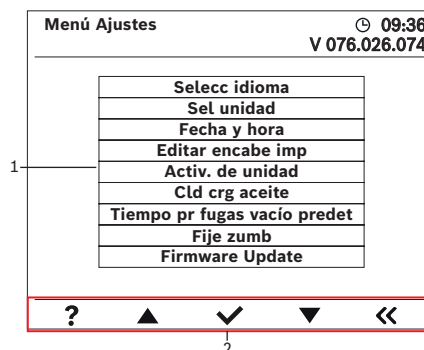 Menú Ajustes
09:36
V 076.026.074
Selecc idioma
Sel unidad
Fecha y hora
Editar encabe imp
1
Activ. de unidad
Cld crg aceite
Tiempo pr fugas vacío predet
Fije zumb
Firmware Update
?
2